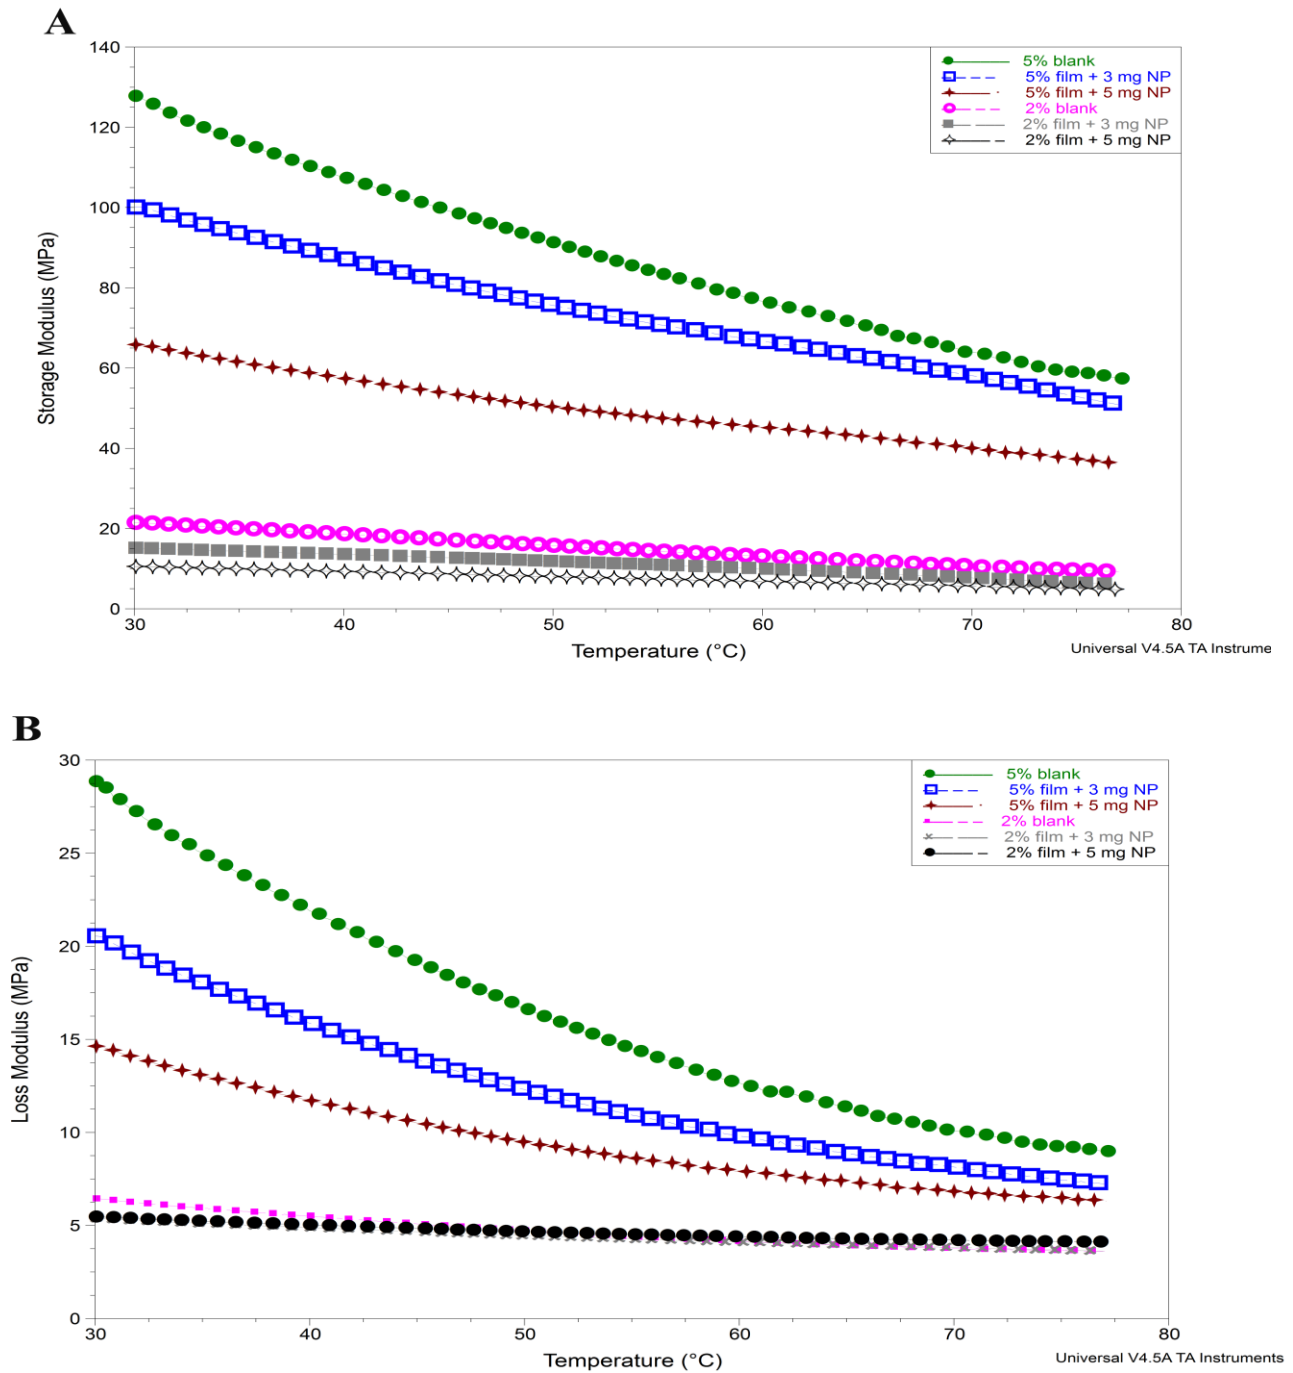 A
140
120
100
80
60
40
20
0
Storage Modulus (MPa)
5% blank
5% film + 3 mg NP
5% film + 5 mg NP
2% blank
2% film + 3 mg NP
2% film + 5 mg NP
30 40 50 60 70 80
Temperature (°C)
Universal V4.5A TA Instrume
B
30
25
20
15
10
5
0
Loss Modulus (MPa)
5% blank
5% film + 3 mg NP
5% film + 5 mg NP
2% blank
2% film + 3 mg NP
2% film + 5 mg NP
30 40 50 60 70 80
Temperature (°C)
Universal V4.5A TA Instruments